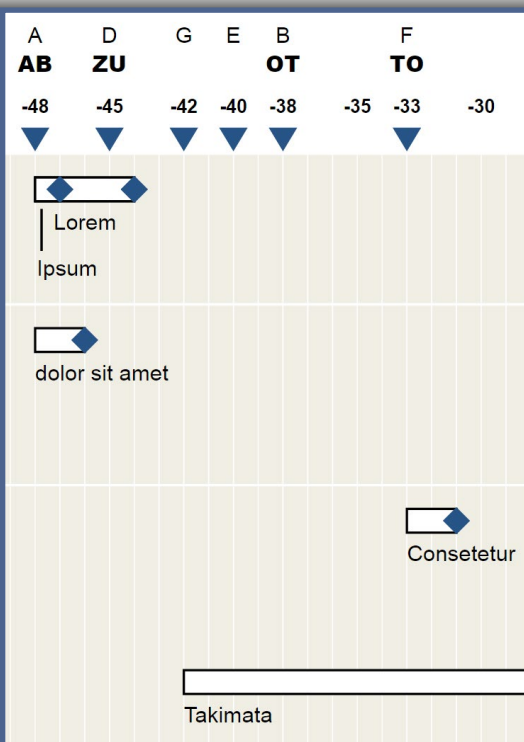 A D G E B F
AB ZU OT TO
-48 -45 -42 -40 -38 -35 -33 -30
Lorem
Ipsum
dolor sit amet
Consetetur
Takimata